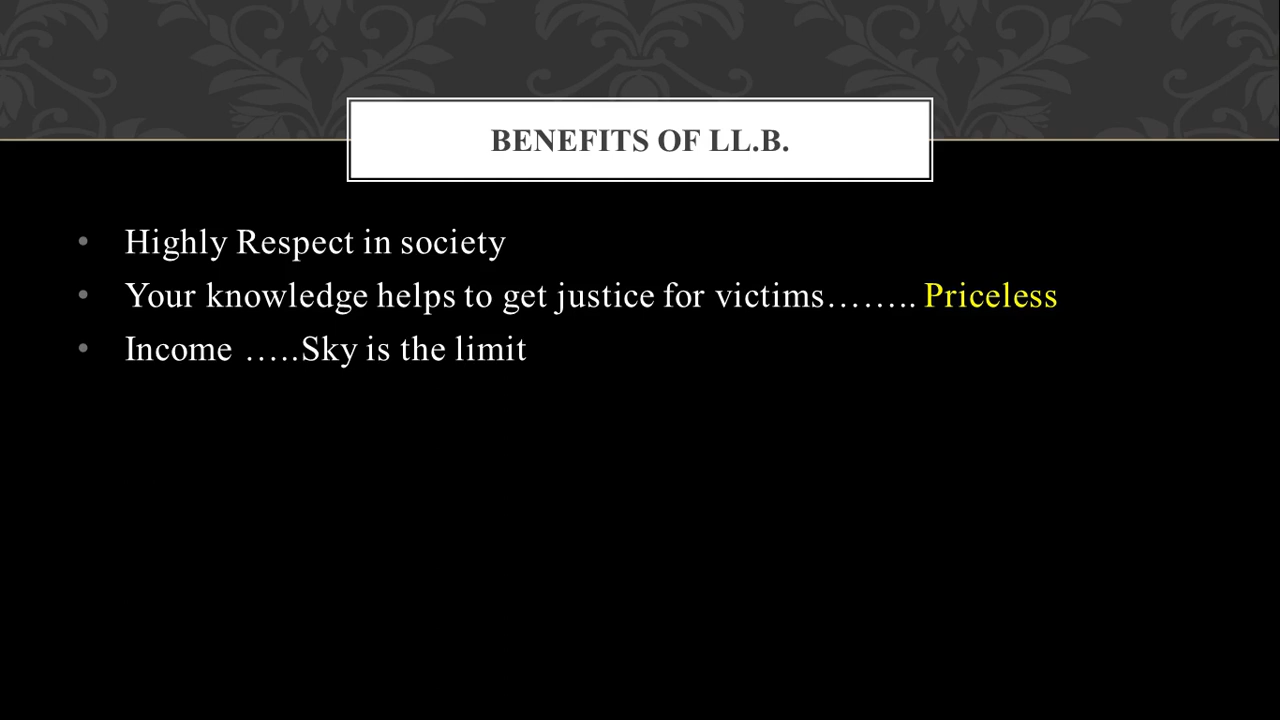 BENEFITS OF LL.B.
• Highly Respect in society
• Your knowledge helps to get justice for victims…….. Priceless
• Income …..Sky is the limit